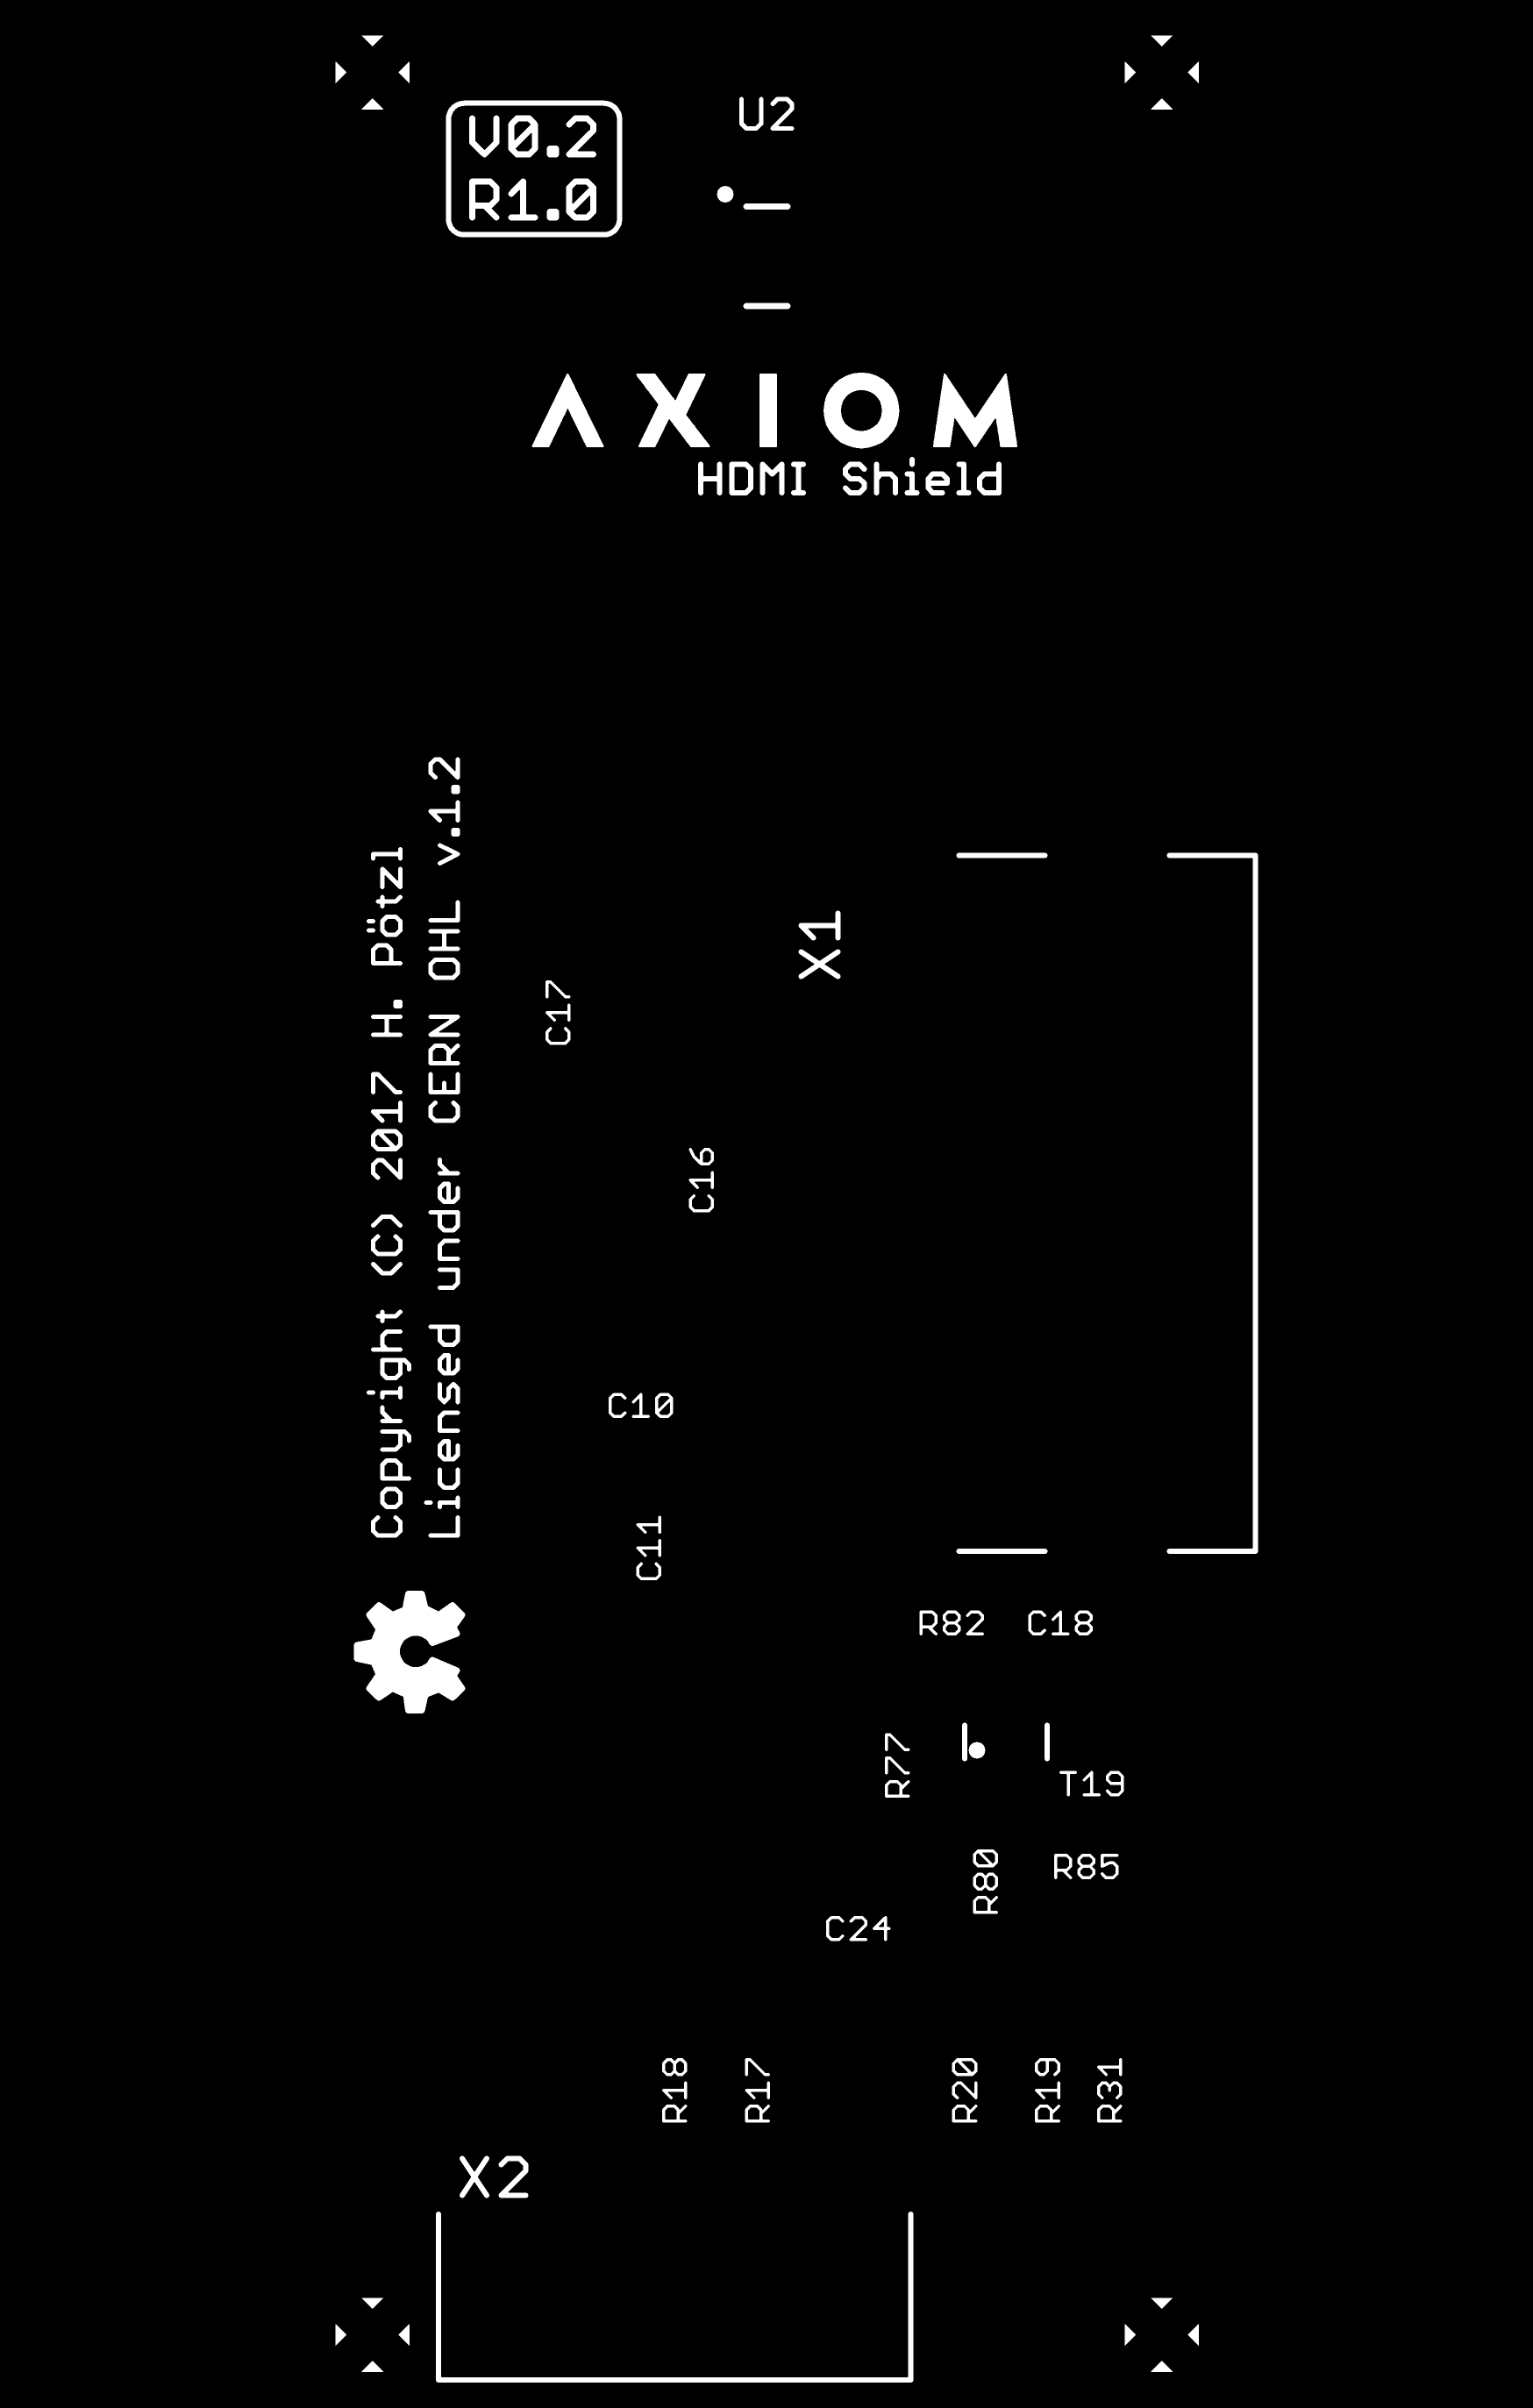 V0.2
R1.0
U2
AXIOM
HDMI Shield
Copyright (C) 2017 H. Pötzl
Licensed under CERN OHL v.1.2
X1
C17
C16
C10
C11
R82
C18
R77
T19
R80
R85
C24
R18
R17
R20
R19
R31
X2